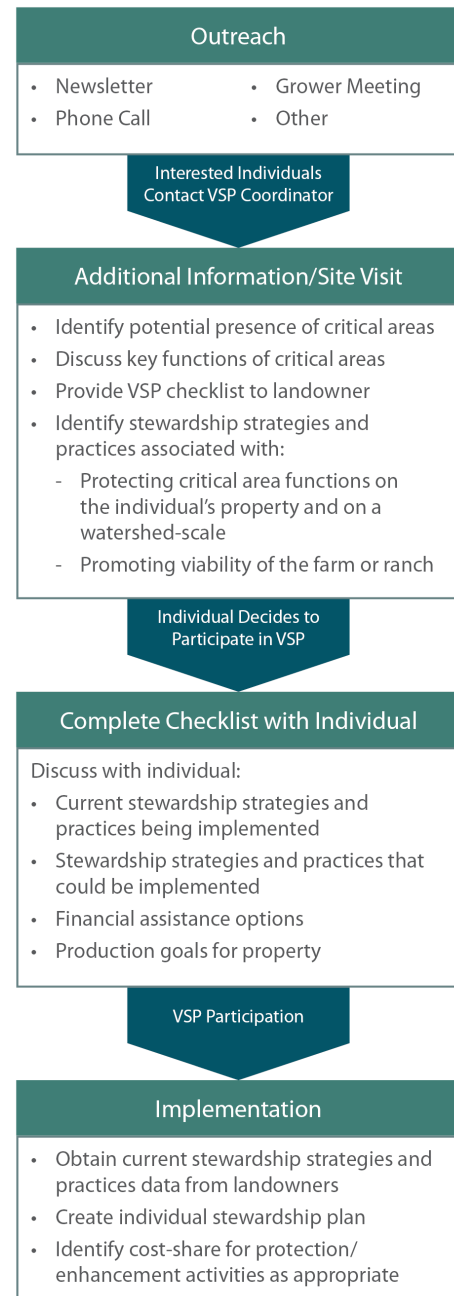 Outreach
• Newsletter
• Phone Call
• Grower Meeting
• Other
Interested Individuals
Contact VSP Coordinator
Additional Information/Site Visit
• Identify potential presence of critical areas
• Discuss key functions of critical areas
• Provide VSP checklist to landowner
• Identify stewardship strategies and
practices associated with:
- Protecting critical area functions on
the individual’s property and on a
watershed-scale
- Promoting viability of the farm or ranch
Individual Decides to
Participate in VSP
Complete Checklist with Individual
Discuss with individual:
• Current stewardship strategies and
practices being implemented
• Stewardship strategies and practices that
could be implemented
• Financial assistance options
• Production goals for property
VSP Participation
Implementation
• Obtain current stewardship strategies and
practices data from landowners
• Create individual stewardship plan
• Identify cost-share for protection/
enhancement activities as appropriate